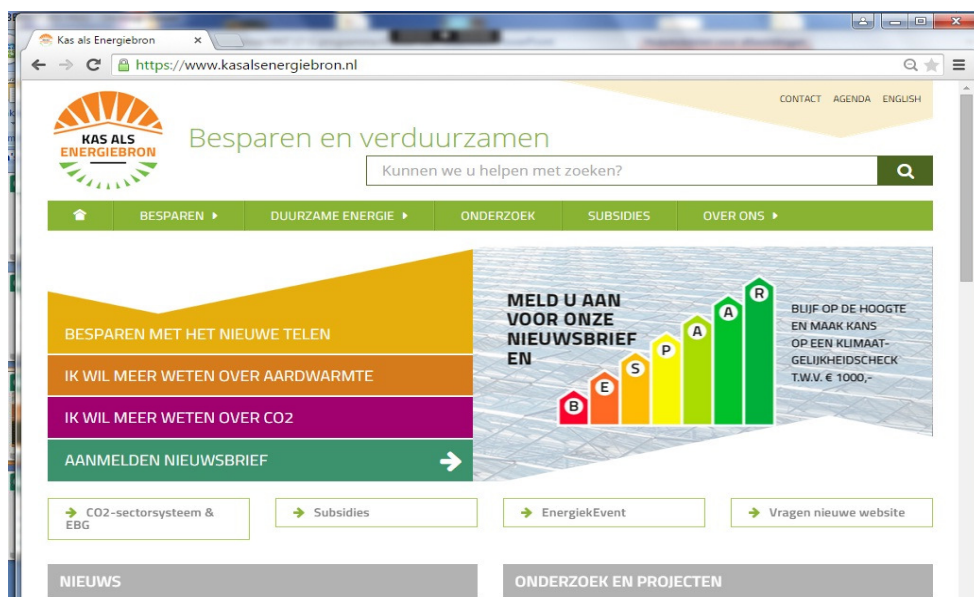 Kas als Energiebron
https://www.kasalsenergiebron.nl
CONTACT AGENDA ENGLISH
KAS ALS
ENERGIEBRON
Besparen en verduurzamen
Kunnen we u helpen met zoeken?
BESPAREN DUURZAME ENERGIE ONDERZOEK SUBSIDIES OVER ONS
BESPAREN MET HET NIEUWE TELEN
IK WIL MEER WETEN OVER AARDWARMTE
IK WIL MEER WETEN OVER CO2
AANMELDEN NIEUWSBRIEF
MELD U AAN
VOOR ONZE
NIEUWSBRIEF
EN
B E S P A A R
BLIJF OP DE HOOGTE
EN MAAK KANS
OP EEN KLIMAAT-
GELIJKHEIDSCHECK
T.W.V. € 1000,-
CO2-sectorsysteem &
EBG
Subsidies
EnergiekEvent
Vragen nieuwe website
NIEUWS
ONDERZOEK EN PROJECTEN